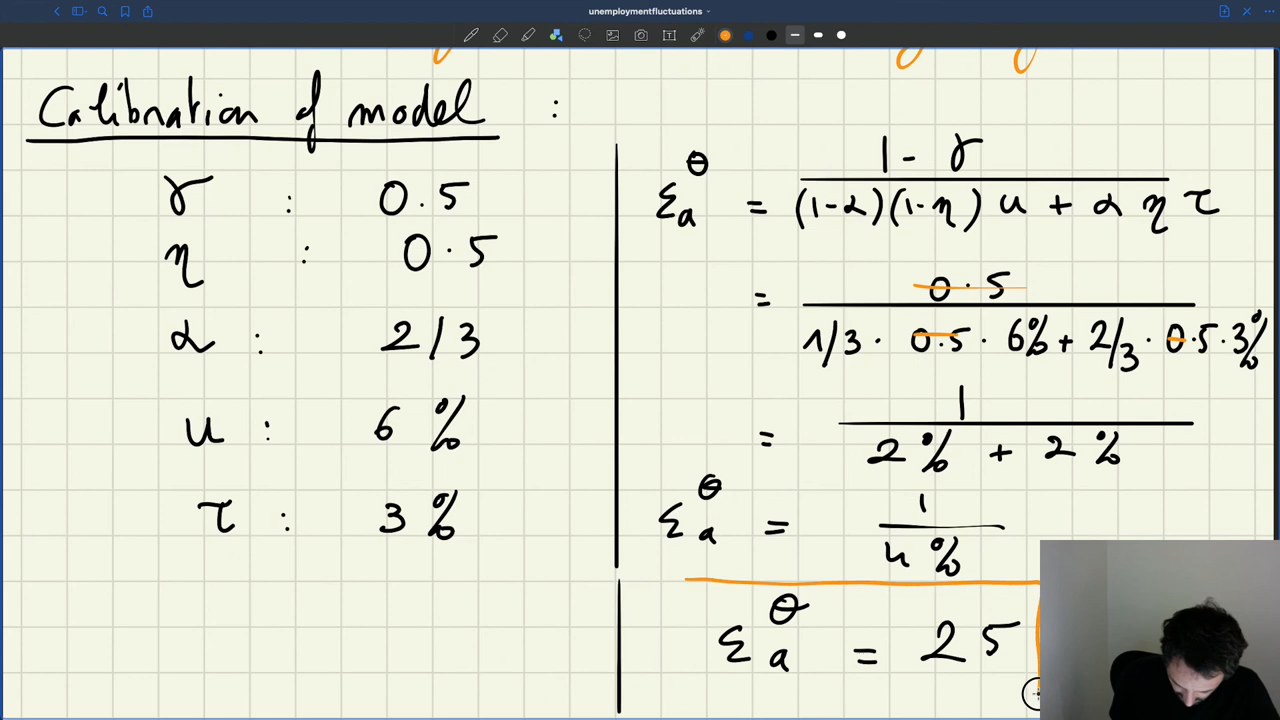 unemploymentfluctuations
Calibration of model :
γ : 0.5
η : 0.5
α : 2/3
u : 6 %
τ : 3 %
ε_a^θ = (1 - γ) / ((1-α)(1-η) u + α η τ)
= 0.5 / (1/3 · 0.5 · 6% + 2/3 · 0.5 · 3%)
= 1 / (2 % + 2 %)
ε_a^θ = 1 / 4 %
ε_a^θ = 25